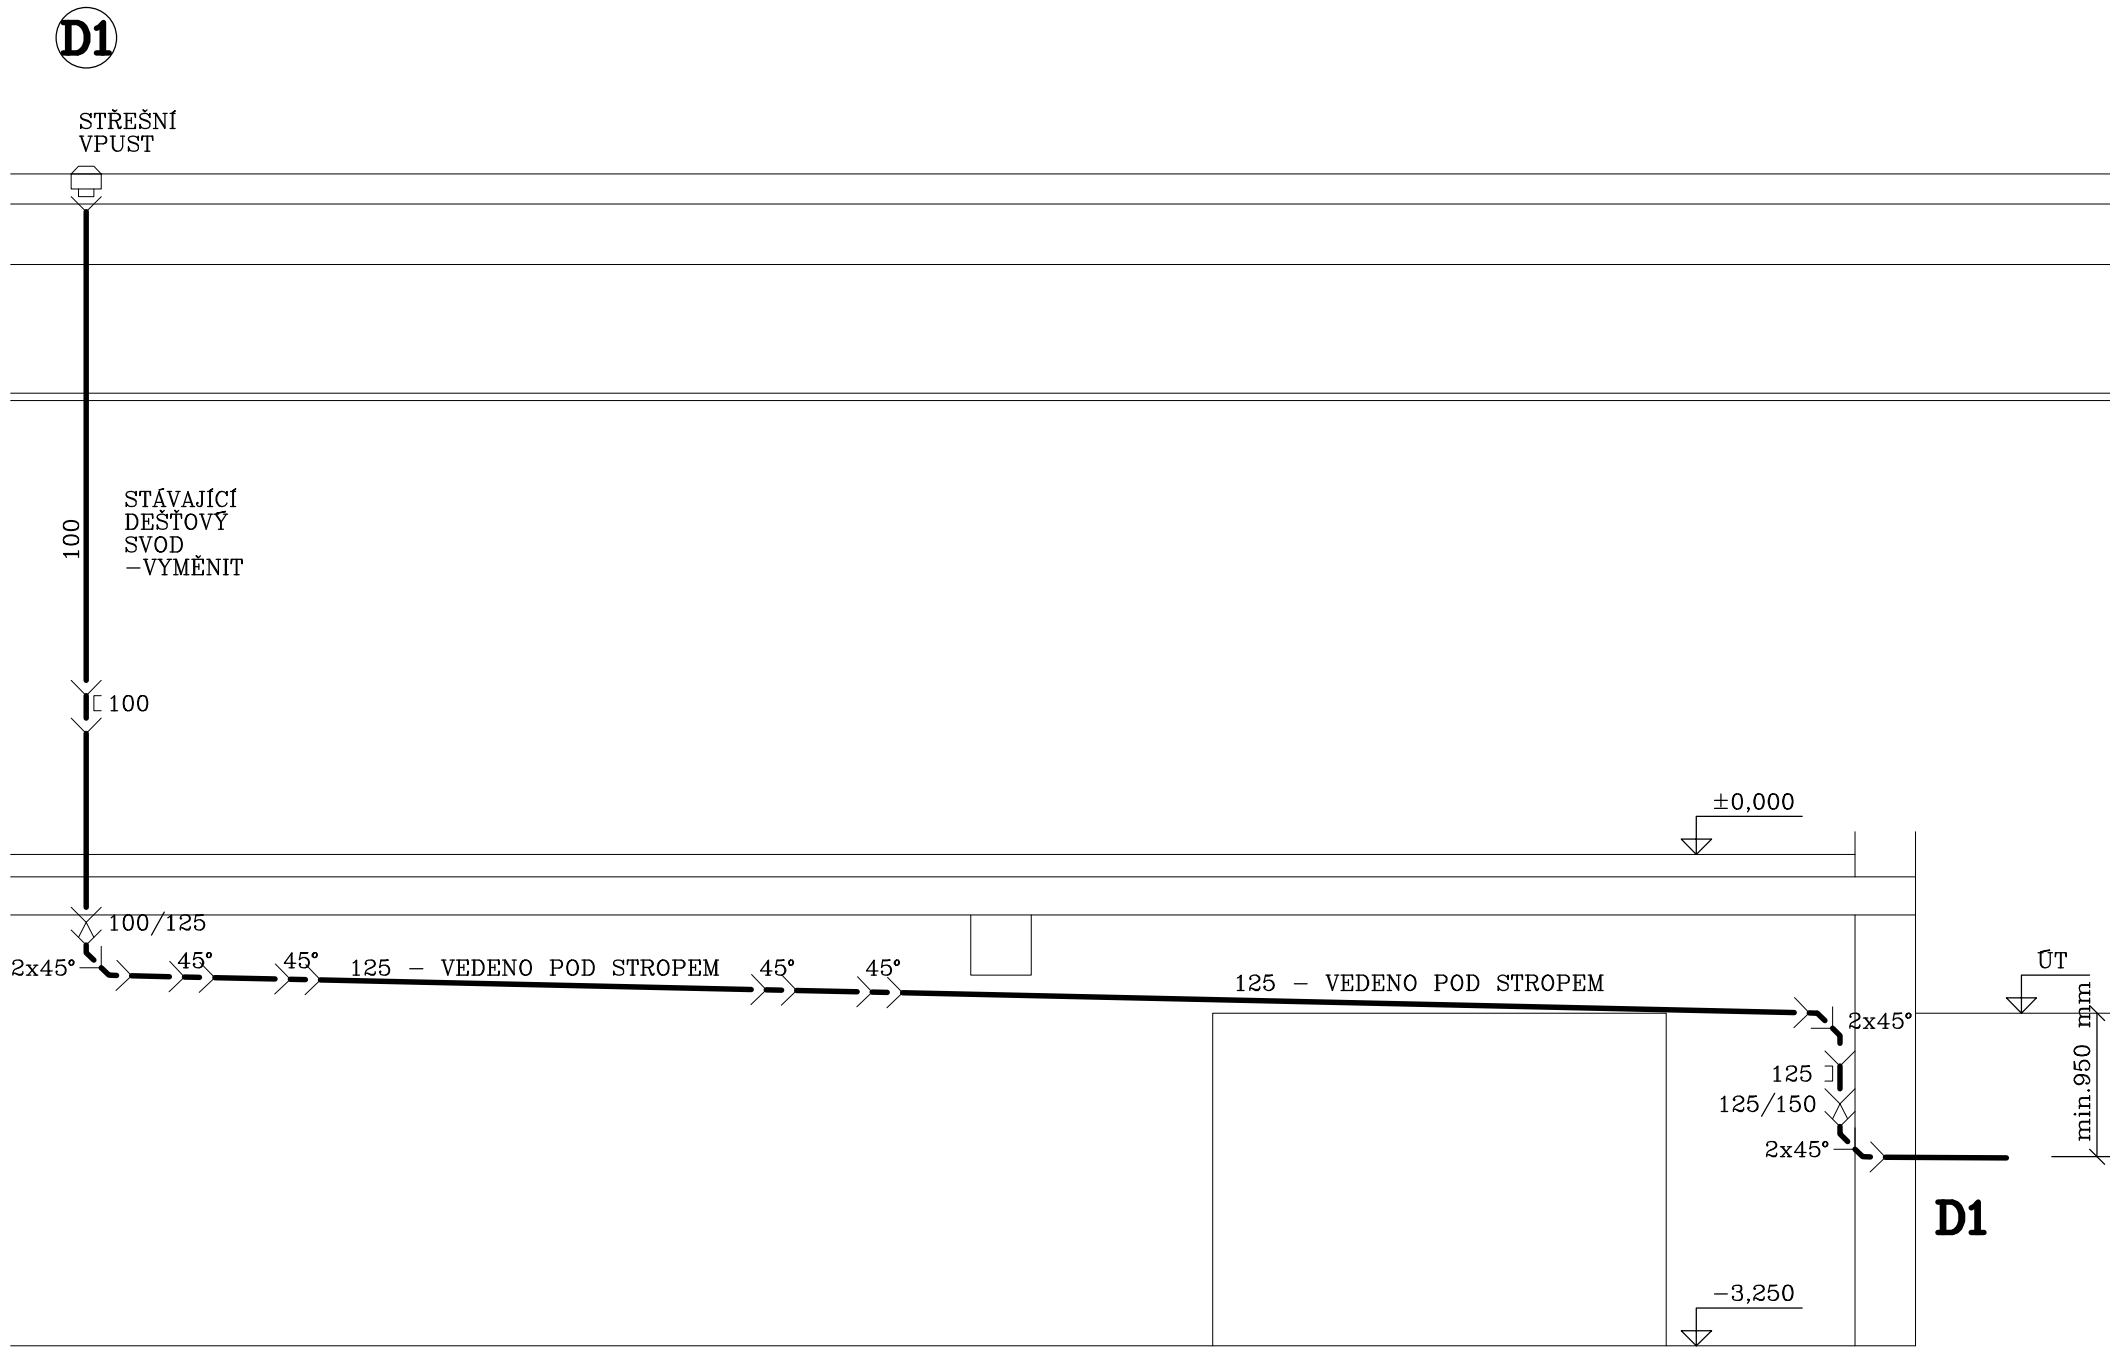 D1
STŘEŠNÍ
VPUST
100
STÁVAJÍCÍ
DEŠŤOVÝ
SVOD
-VYMĚNIT
100
±0,000
100/125
2x45°
45°
45°
125 - VEDENO POD STROPEM
45°
45°
125 - VEDENO POD STROPEM
ÚT
2x45°
125
125/150
2x45°
min.950 mm
D1
-3,250